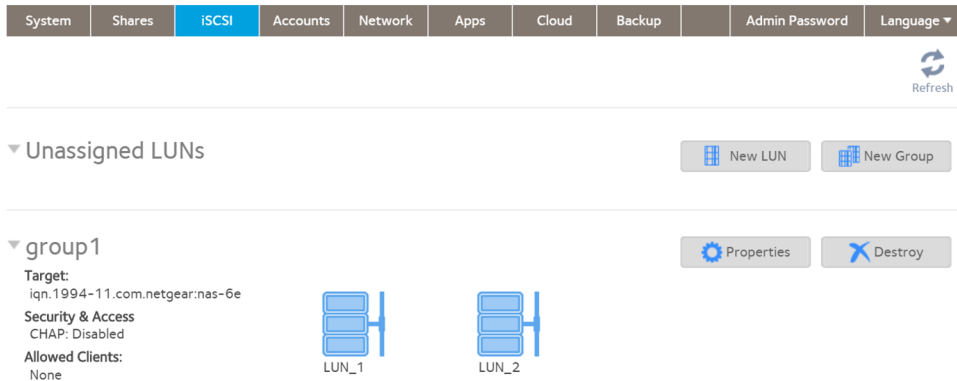 System Shares iSCSI Accounts Network Apps Cloud Backup Admin Password Language
Refresh
Unassigned LUNs
New LUN New Group
group1
Properties Destroy
Target:
iqn.1994-11.com.netgear:nas-6e
Security & Access
CHAP: Disabled
Allowed Clients:
None
LUN_1 LUN_2